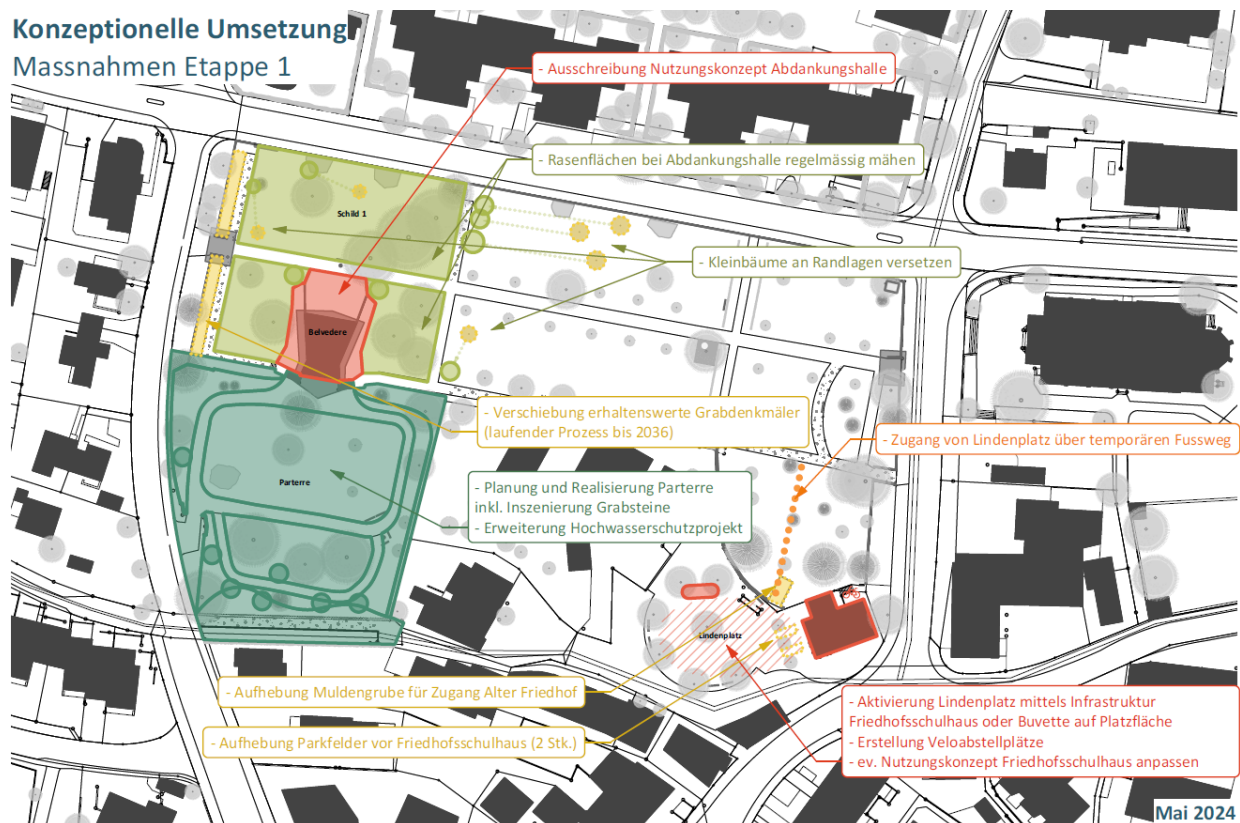 Konzeptionelle Umsetzung
Massnahmen Etappe 1
- Ausschreibung Nutzungskonzept Abdankungshalle
- Rasenflächen bei Abdankungshalle regelmässig mähen
Schild 1
- Kleinbäume an Randlagen versetzen
Belvedere
- Verschiebung erhaltenswerte Grabdenkmäler
(laufender Prozess bis 2036)
- Zugang von Lindenplatz über temporären Fussweg
Parterre
- Planung und Realisierung Parterre
inkl. Inszenierung Grabsteine
- Erweiterung Hochwasserschutzprojekt
Lindenplatz
- Aufhebung Muldengrube für Zugang Alter Friedhof
- Aufhebung Parkfelder vor Friedhofsschulhaus (2 Stk.)
- Aktivierung Lindenplatz mittels Infrastruktur
Friedhofsschulhaus oder Buvette auf Platzfläche
- Erstellung Veloabstellplätze
- ev. Nutzungskonzept Friedhofsschulhaus anpassen
Mai 2024